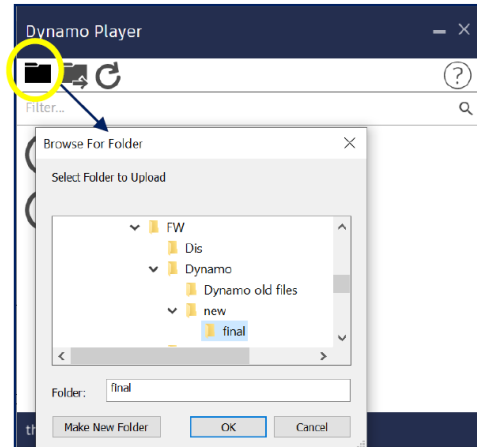 Dynamo Player
?
Filter...
Browse For Folder
Select Folder to Upload
FW
Dis
Dynamo
Dynamo old files
new
final
Folder: final
Make New Folder OK Cancel
th